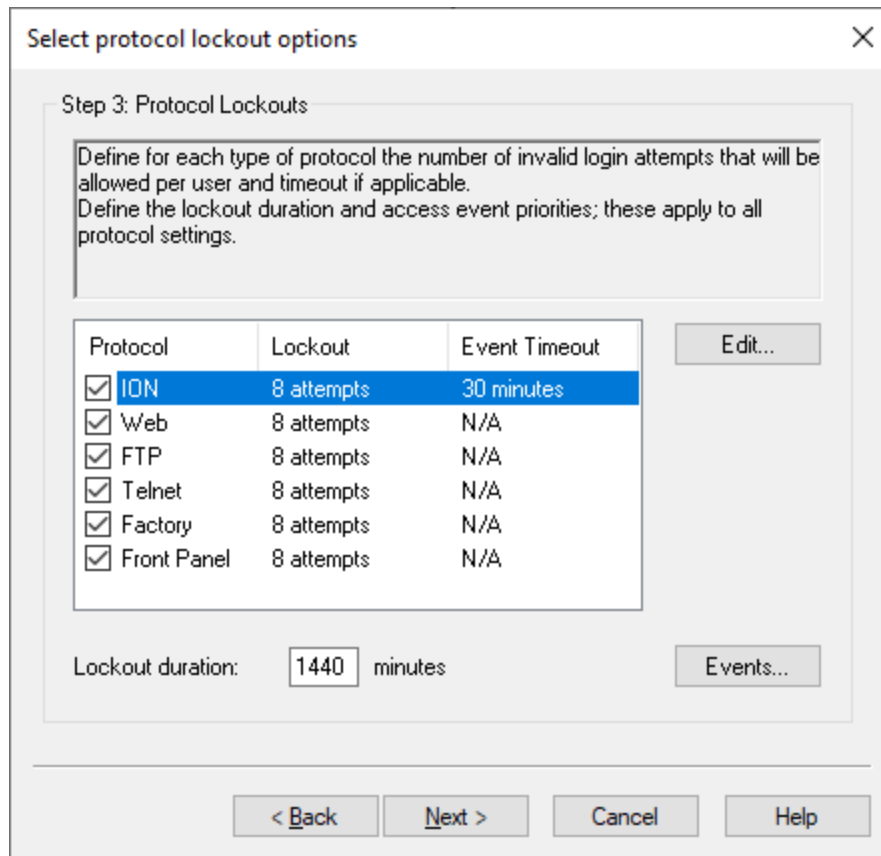 Select protocol lockout options
Step 3: Protocol Lockouts
Define for each type of protocol the number of invalid login attempts that will be
allowed per user and timeout if applicable.
Define the lockout duration and access event priorities; these apply to all
protocol settings.
Protocol Lockout Event Timeout
Edit...
ION 8 attempts 30 minutes
Web 8 attempts N/A
FTP 8 attempts N/A
Telnet 8 attempts N/A
Factory 8 attempts N/A
Front Panel 8 attempts N/A
Lockout duration: 1440 minutes
Events...
< Back Next > Cancel Help